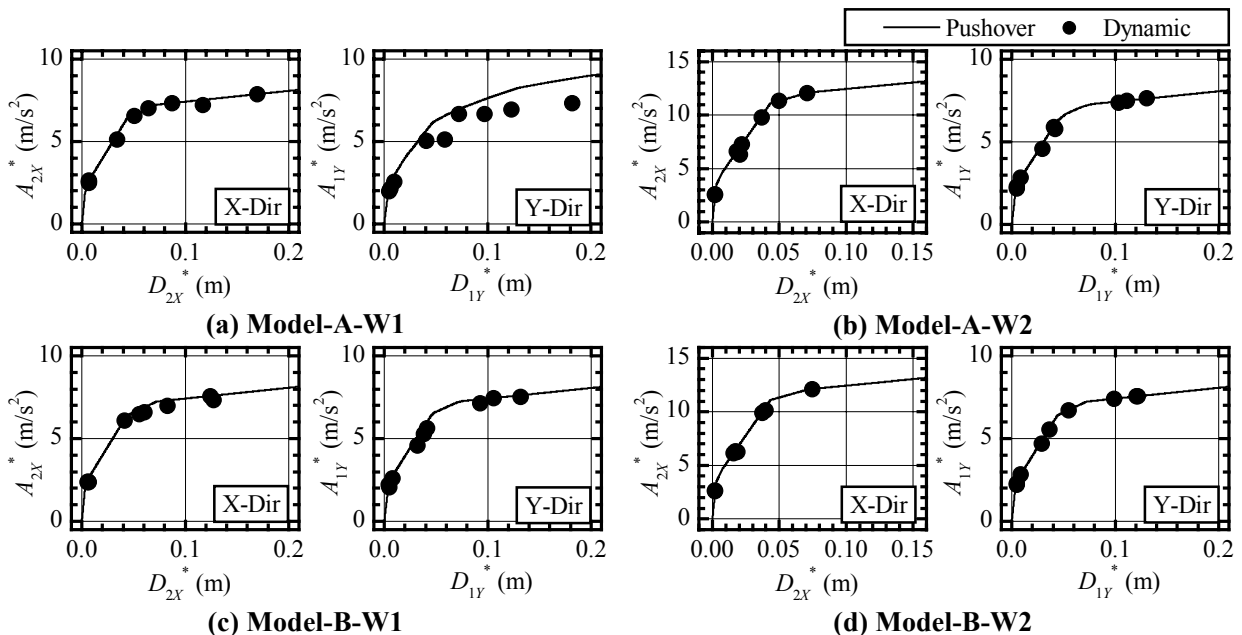 Pushover Dynamic
10
5
0
A2X* (m/s2)
X-Dir
0.0 0.1 0.2
D2X* (m)
10
5
0
A1Y* (m/s2)
Y-Dir
0.0 0.1 0.2
D1Y* (m)
(a) Model-A-W1
15
10
5
0
A2X* (m/s2)
X-Dir
0.00 0.05 0.10 0.15
D2X* (m)
10
5
0
A1Y* (m/s2)
Y-Dir
0.0 0.1 0.2
D1Y* (m)
(b) Model-A-W2
10
5
0
A2X* (m/s2)
X-Dir
0.0 0.1 0.2
D2X* (m)
10
5
0
A1Y* (m/s2)
Y-Dir
0.0 0.1 0.2
D1Y* (m)
(c) Model-B-W1
15
10
5
0
A2X* (m/s2)
X-Dir
0.00 0.05 0.10 0.15
D2X* (m)
10
5
0
A1Y* (m/s2)
Y-Dir
0.0 0.1 0.2
D1Y* (m)
(d) Model-B-W2